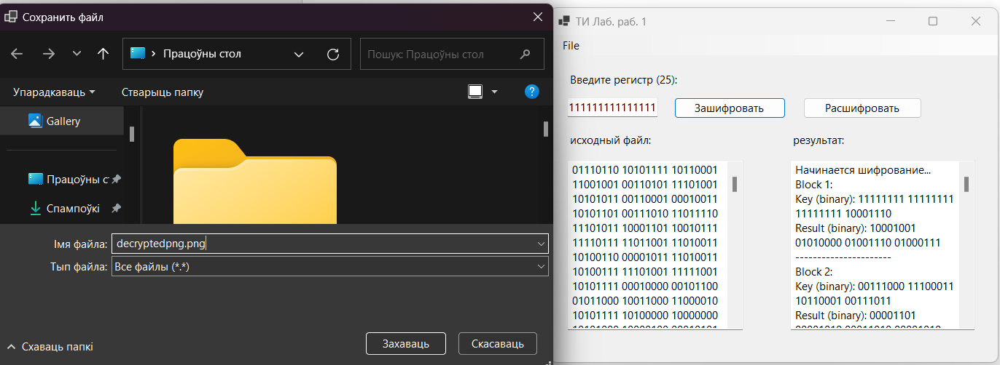 Сохранить файл
Працоўны стол
Пошук: Працоўны стол
Упарадкаваць
Стварыць папку
Gallery
Працоўны ст
Спампоўкі
Імя файла: decryptedpng.png
Тып файла: Все файлы (*.*)
Схаваць папкі
Захаваць
Скасаваць
ТИ Лаб. раб. 1
File
Введите регистр (25):
1111111111111111
Зашифровать
Расшифровать
исходный файл:
01110110 10101111 10110001
11001001 00110101 11101001
10101011 00110001 00010011
10101101 00111010 11011110
11101011 10001101 10010111
11110111 11011001 11010011
10100110 00001011 11010011
10100111 11101001 11111001
10101111 00010000 00101100
01011000 10011000 11000010
10101111 10100000 10000000
результат:
Начинается шифрование...
Block 1:
Key (binary): 11111111 11111111
11111111 10001110
Result (binary): 10001001
01010000 01001110 01000111
----------------------
Block 2:
Key (binary): 00111000 11100011
10110001 00111011
Result (binary): 00001101